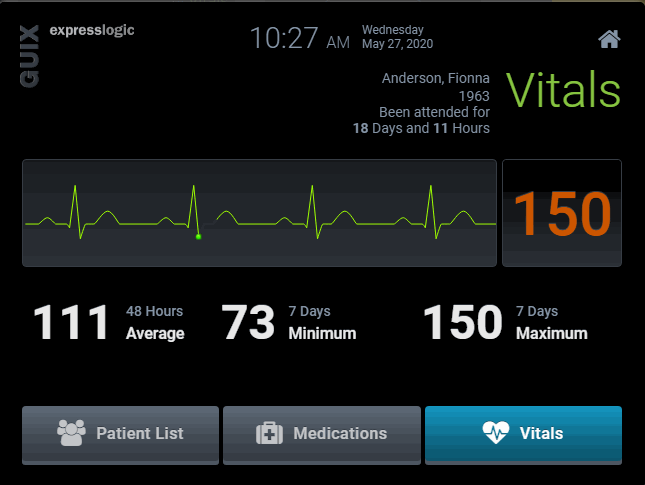 GUIX
expresslogic
10:27 AM
Wednesday
May 27, 2020
Anderson, Fionna
1963
Been attended for
18 Days and 11 Hours
Vitals
150
111
48 Hours
Average
73
7 Days
Minimum
150
7 Days
Maximum
Patient List
Medications
Vitals